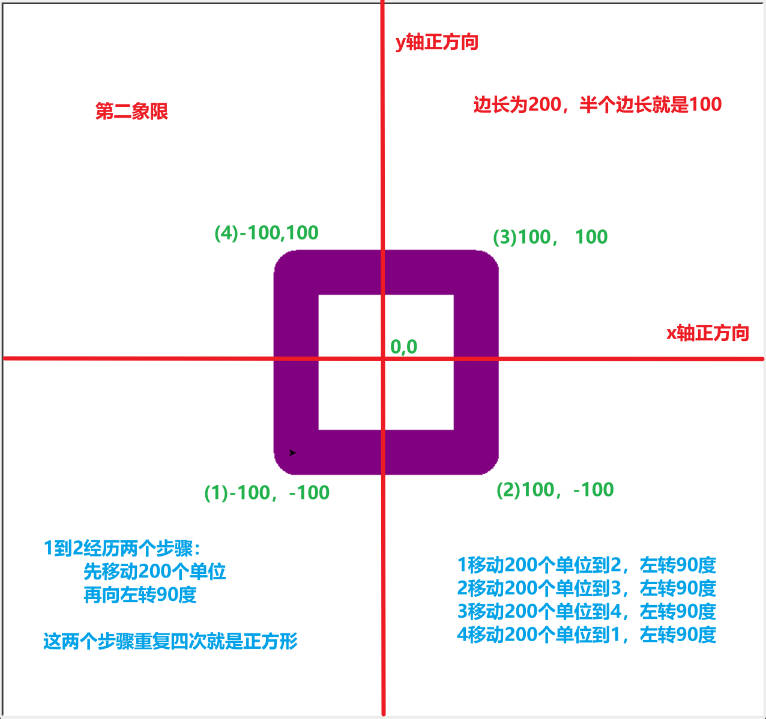 y轴正方向
第二象限
边长为200，半个边长就是100
(4)-100,100
(3)100， 100
x轴正方向
0,0
(1)-100，-100
(2)100，-100
1到2经历两个步骤：
先移动200个单位
再向左转90度
这两个步骤重复四次就是正方形
1移动200个单位到2，左转90度
2移动200个单位到3，左转90度
3移动200个单位到4，左转90度
4移动200个单位到1，左转90度